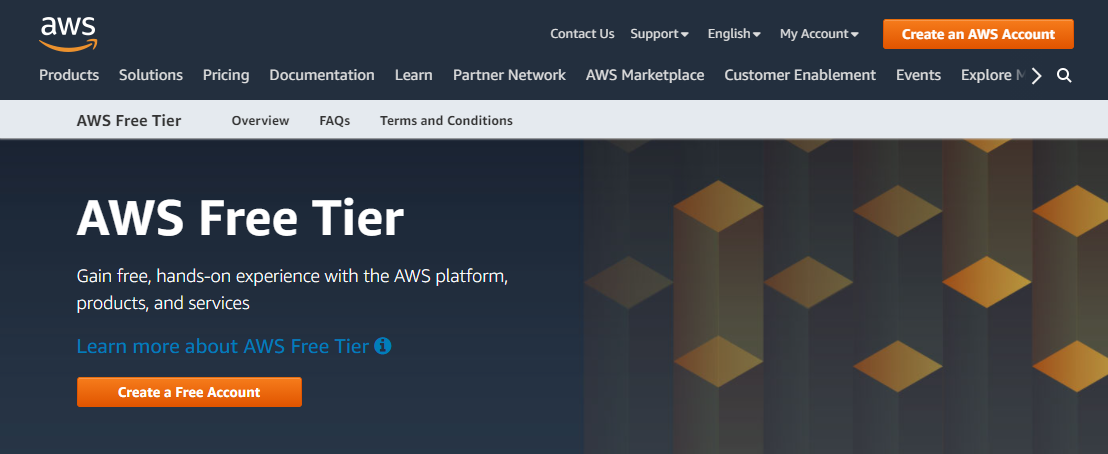 aws
Contact Us Support English My Account Create an AWS Account
Products Solutions Pricing Documentation Learn Partner Network AWS Marketplace Customer Enablement Events Explore
AWS Free Tier Overview FAQs Terms and Conditions
AWS Free Tier
Gain free, hands-on experience with the AWS platform,
products, and services
Learn more about AWS Free Tier
Create a Free Account